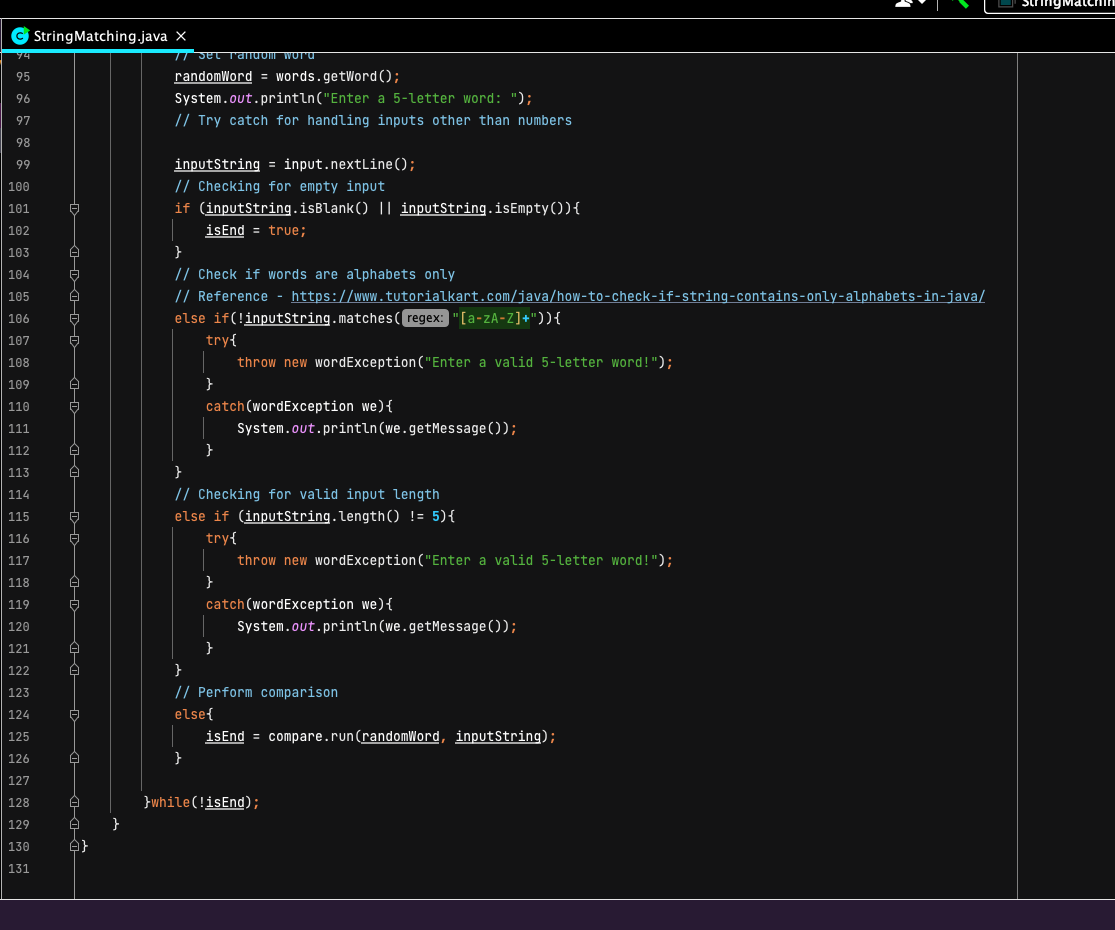 StringMatchin
StringMatching.java
94 // Set random word
95 randomWord = words.getWord();
96 System.out.println("Enter a 5-letter word: ");
97 // Try catch for handling inputs other than numbers
98
99 inputString = input.nextLine();
100 // Checking for empty input
101 if (inputString.isBlank() || inputString.isEmpty()){
102 isEnd = true;
103 }
104 // Check if words are alphabets only
105 // Reference - https://www.tutorialkart.com/java/how-to-check-if-string-contains-only-alphabets-in-java/
106 else if(!inputString.matches( regex: "[a-zA-Z]+")){
107 try{
108 throw new wordException("Enter a valid 5-letter word!");
109 }
110 catch(wordException we){
111 System.out.println(we.getMessage());
112 }
113 }
114 // Checking for valid input length
115 else if (inputString.length() != 5){
116 try{
117 throw new wordException("Enter a valid 5-letter word!");
118 }
119 catch(wordException we){
120 System.out.println(we.getMessage());
121 }
122 }
123 // Perform comparison
124 else{
125 isEnd = compare.run(randomWord, inputString);
126 }
127
128 }while(!isEnd);
129 }
130 }
131